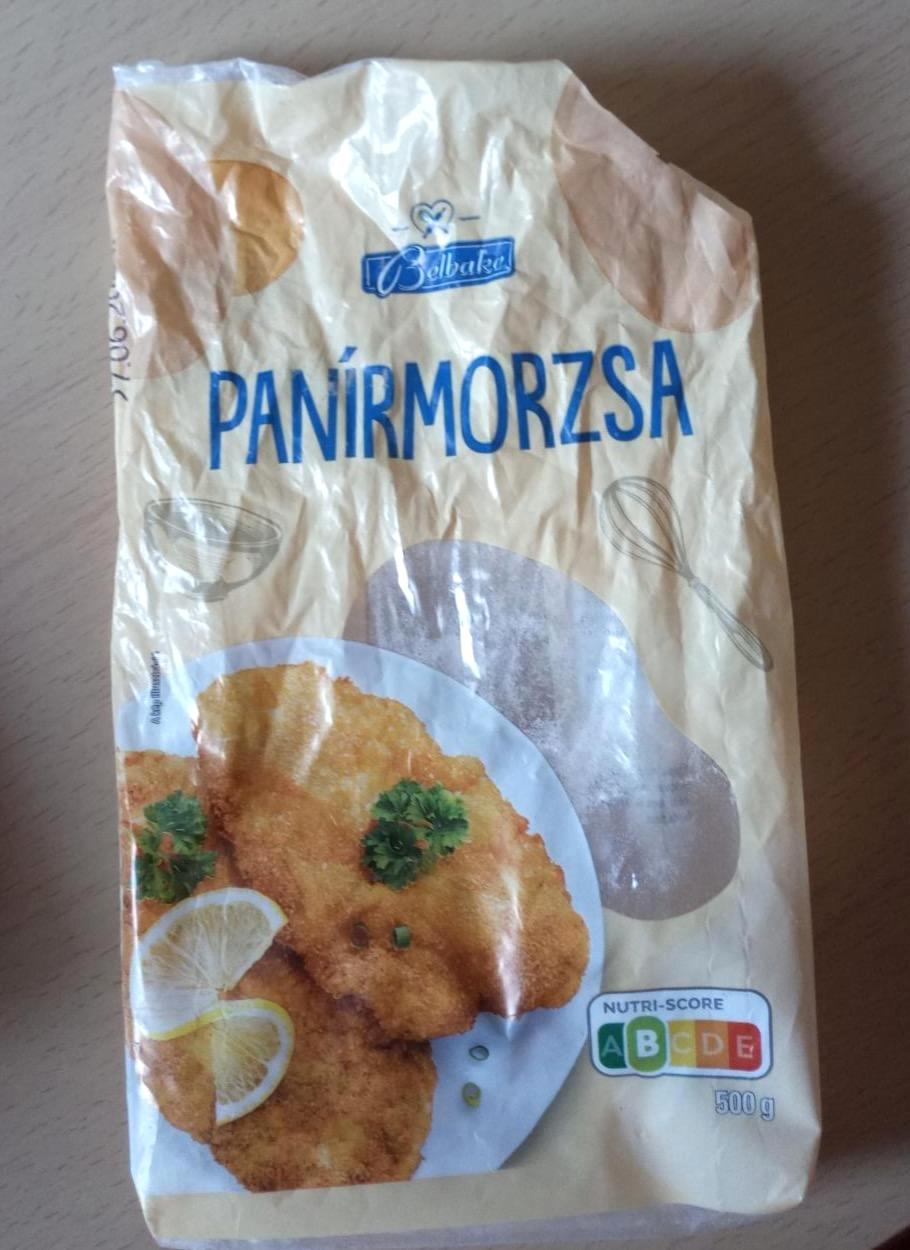 Belbake
PANÍRMORZSA
NUTRI-SCORE
A B C D E
500 g